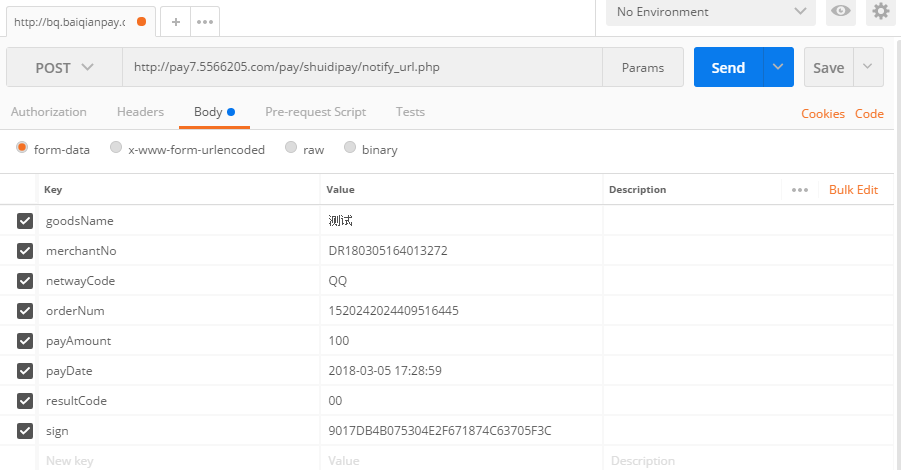 http://bq.baiqianpay.c
+ •••
No Environment
POST http://pay7.5566205.com/pay/shuidipay/notify_url.php Params Send Save
Authorization Headers Body Pre-request Script Tests Cookies Code
form-data x-www-form-urlencoded raw binary
Key Value Description ••• Bulk Edit
goodsName 测试
merchantNo DR180305164013272
netwayCode QQ
orderNum 1520242024409516445
payAmount 100
payDate 2018-03-05 17:28:59
resultCode 00
sign 9017DB4B075304E2F671874C63705F3C
New key Value Description